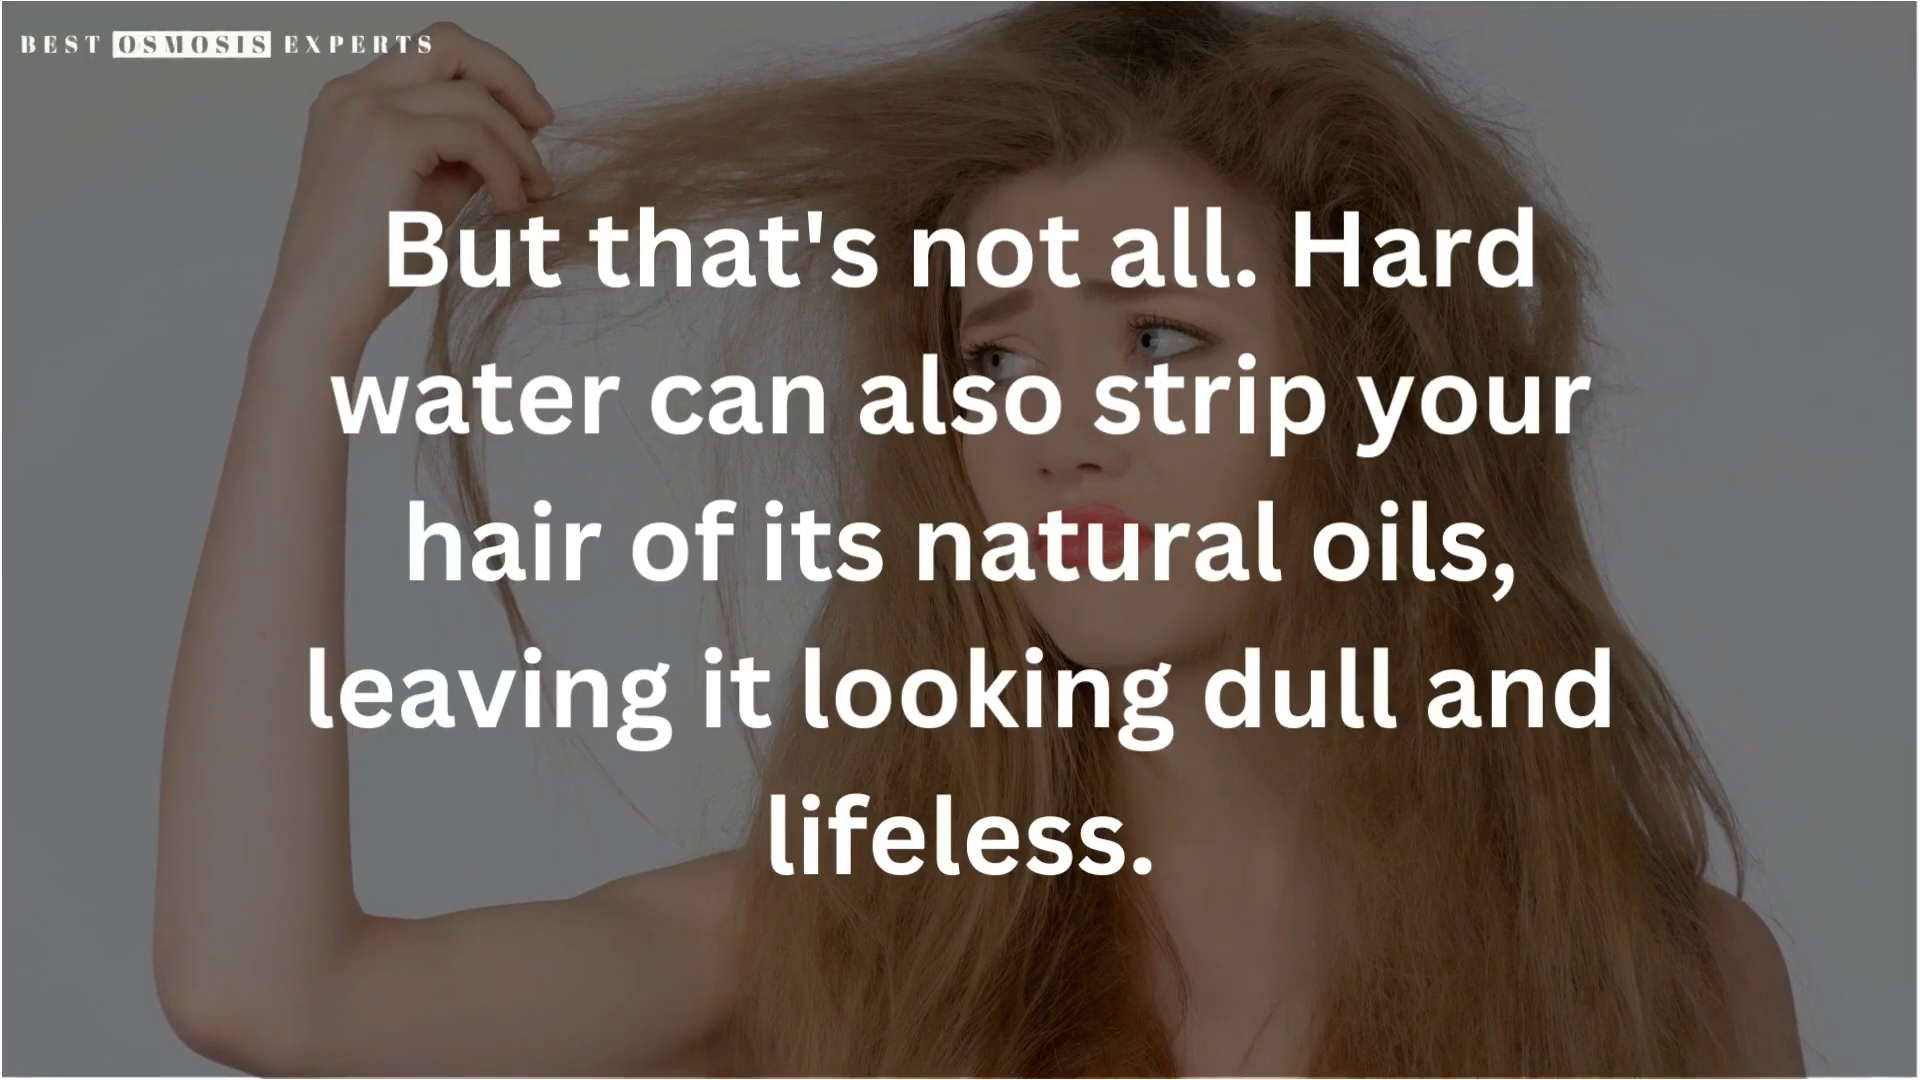 BEST OSMOSIS EXPERTS
But that's not all. Hard
water can also strip your
hair of its natural oils,
leaving it looking dull and
lifeless.